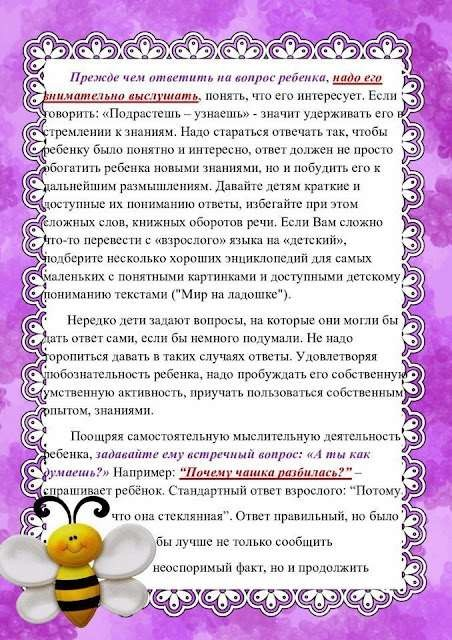 Прежде чем ответить на вопрос ребенка, надо его
внимательно выслушать, понять, что его интересует. Если
говорить: «Подрастешь – узнаешь» - значит удерживать его в
стремлении к знаниям. Надо стараться отвечать так, чтобы
ребенку было понятно и интересно, ответ должен не просто
обогатить ребенка новыми знаниями, но и побудить его к
дальнейшим размышлениям. Давайте детям краткие и
доступные их пониманию ответы, избегайте при этом
сложных слов, книжных оборотов речи. Если Вам сложно
что-то перевести с «взрослого» языка на «детский»,
подберите несколько хороших энциклопедий для самых
маленьких с понятными картинками и доступными детскому
пониманию текстами ("Мир на ладошке").
Нередко дети задают вопросы, на которые они могли бы
дать ответ сами, если бы немного подумали. Не надо
торопиться давать в таких случаях ответы. Удовлетворяя
любознательность ребенка, надо пробуждать его собственную
умственную активность, приучать пользоваться собственным
опытом, знаниями.
Поощряя самостоятельную мыслительную деятельность
ребенка, задавайте ему встречный вопрос: «А ты как
думаешь?» Например: “Почему чашка разбилась?” –
спрашивает ребёнок. Стандартный ответ взрослого: “Потому,
что она стеклянная”. Ответ правильный, но было
бы лучше не только сообщить
неоспоримый факт, но и продолжить